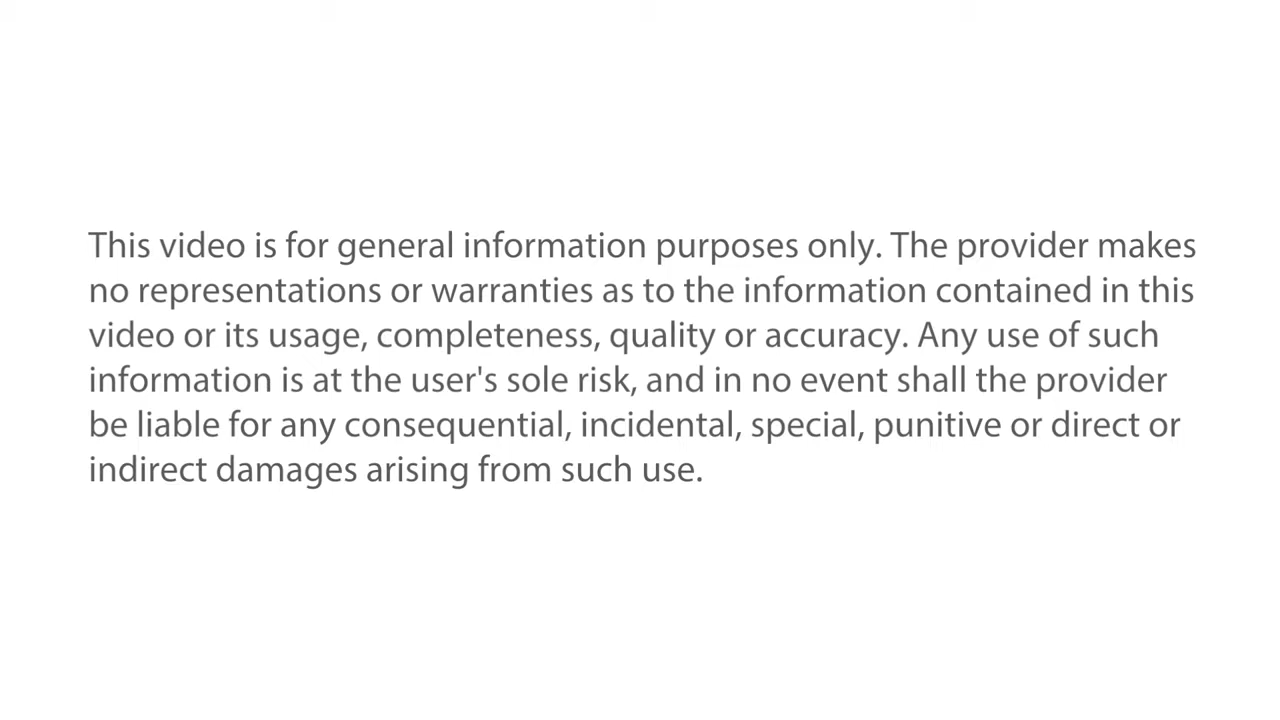 This video is for general information purposes only. The provider makes
no representations or warranties as to the information contained in this
video or its usage, completeness, quality or accuracy. Any use of such
information is at the user's sole risk, and in no event shall the provider
be liable for any consequential, incidental, special, punitive or direct or
indirect damages arising from such use.